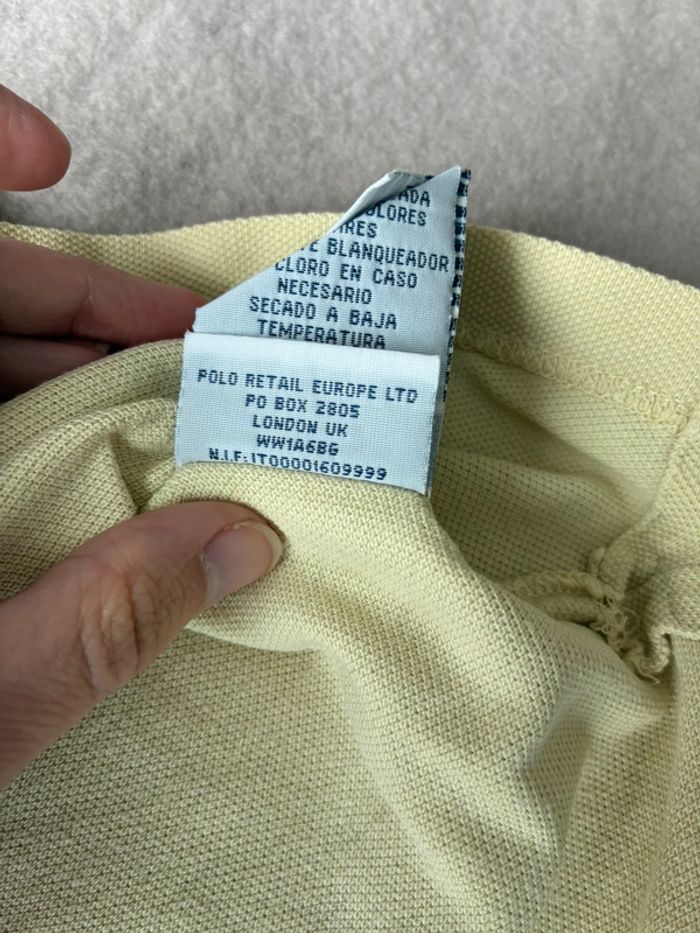 COLORES
BLANQUEADOR
CLORO EN CASO
NECESARIO
SECADO A BAJA
TEMPERATURA
POLO RETAIL EUROPE LTD
PO BOX 2805
LONDON UK
WW1A6BG
N.I.F:IT00001609999